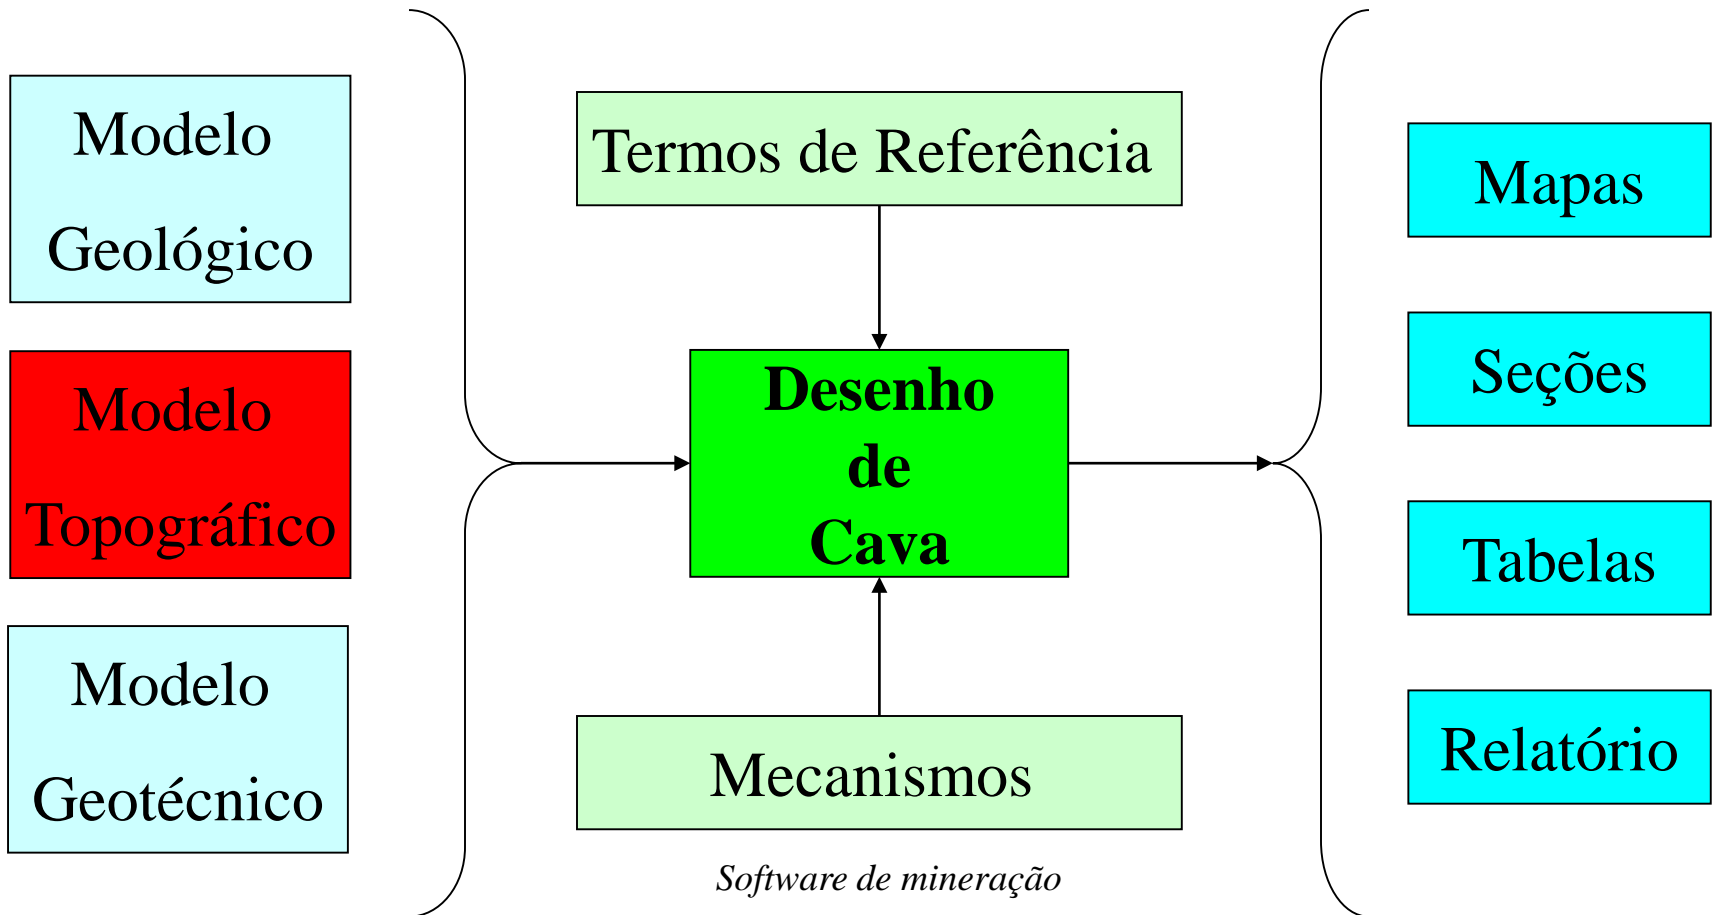 Modelo
Geológico
Modelo
Topográfico
Modelo
Geotécnico
Termos de Referência
Desenho
de
Cava
Mecanismos
Software de mineração
Mapas
Seções
Tabelas
Relatório